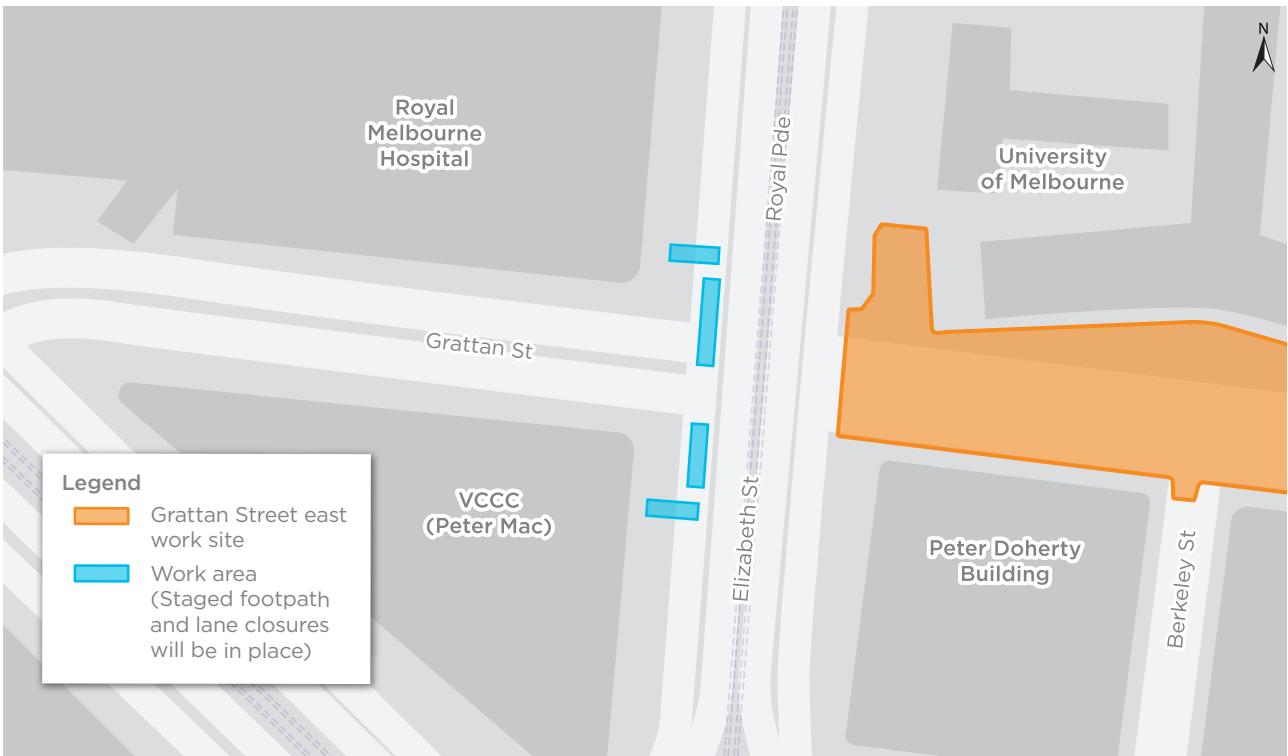 N
Royal
Melbourne
Hospital
Royal Pde
University
of Melbourne
Grattan St
Legend
Grattan Street east
work site
Work area
(Staged footpath
and lane closures
will be in place)
VCCC
(Peter Mac)
Elizabeth St
Peter Doherty
Building
Berkeley St